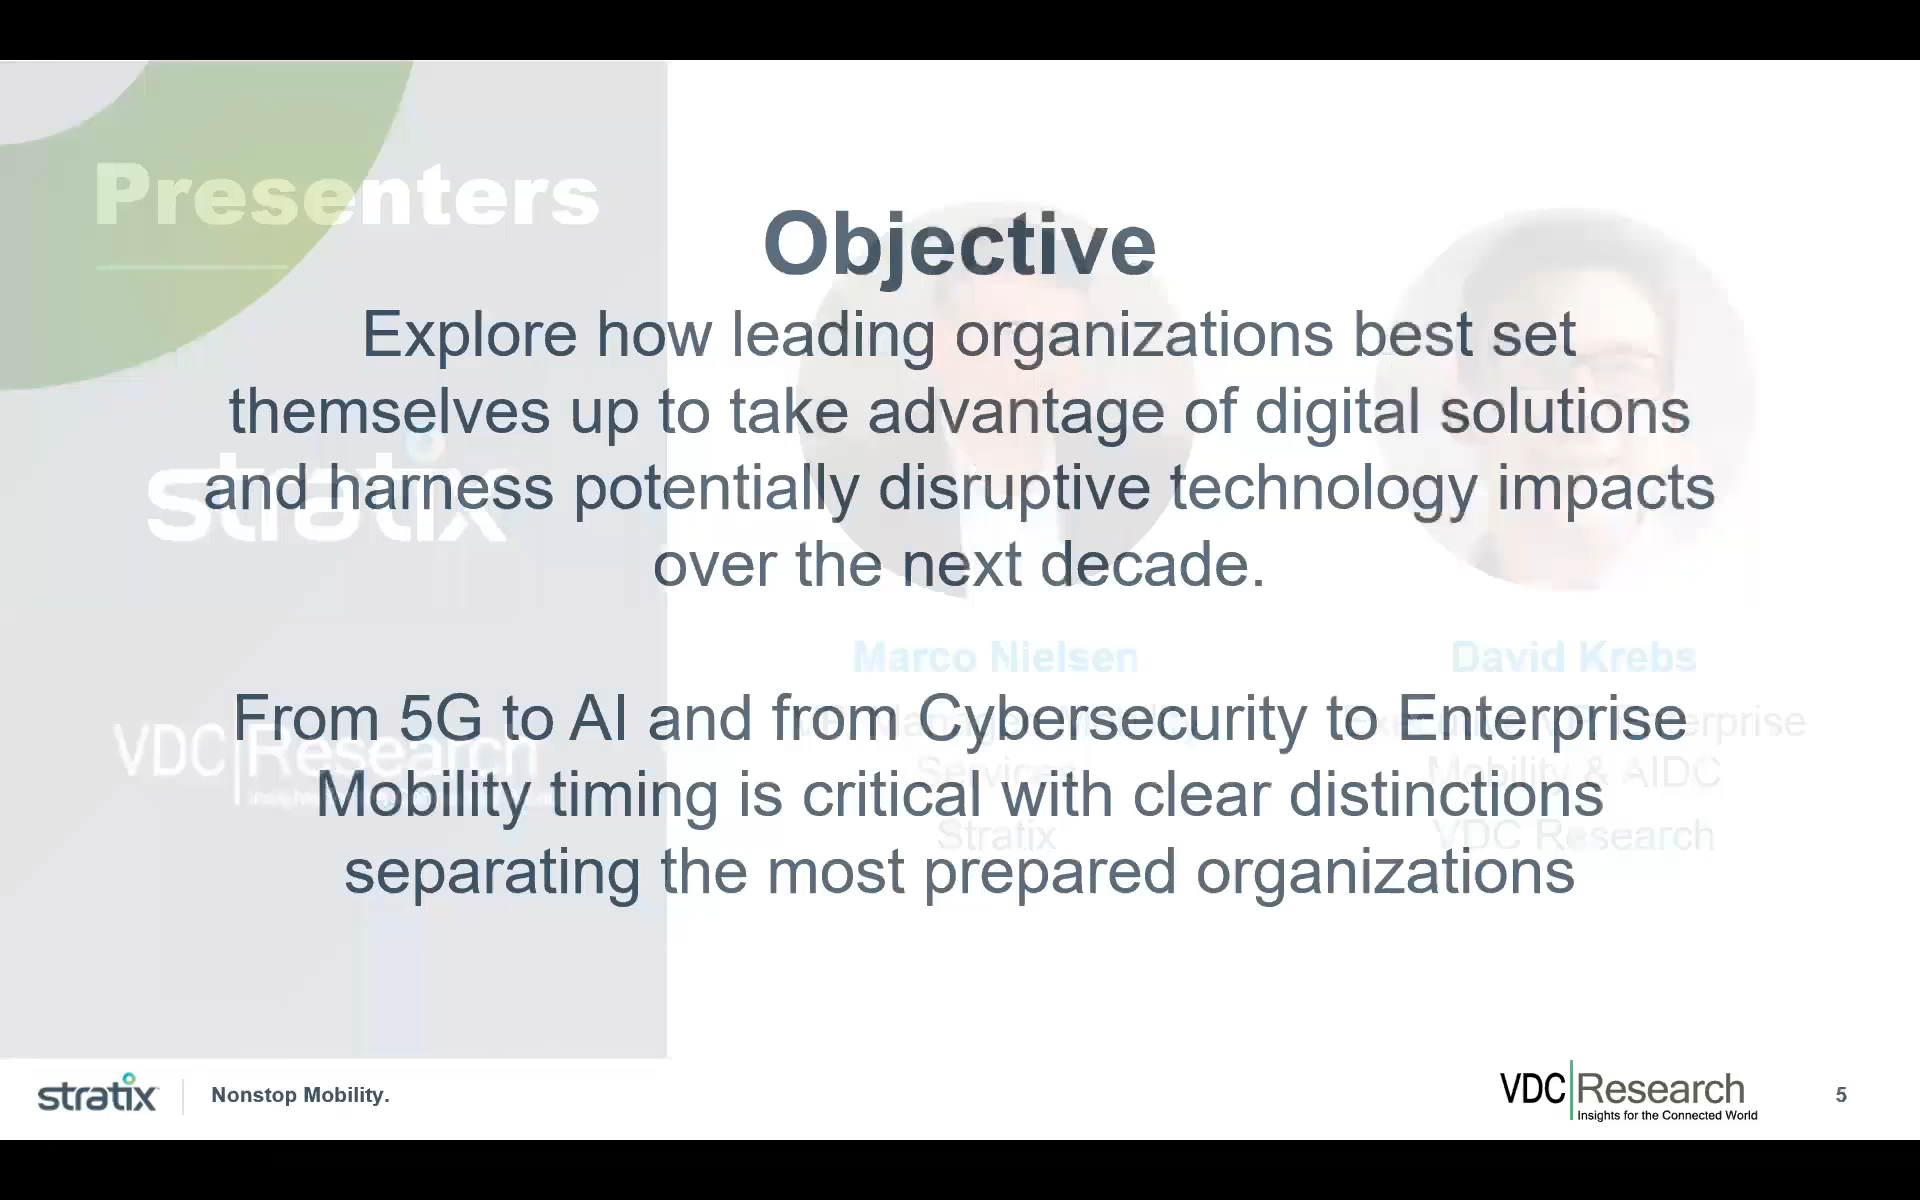 Presenters
Objective
Explore how leading organizations best set
themselves up to take advantage of digital solutions
and harness potentially disruptive technology impacts
over the next decade.
stratix
Marco Nielsen
David Krebs
From 5G to AI and from Cybersecurity to Enterprise
Mobility timing is critical with clear distinctions
separating the most prepared organizations
VDC Research
Services
Stratix
Enterprise
Mobility & AIDC
VDC Research
stratix
Nonstop Mobility.
VDC Research
Insights for the Connected World
5